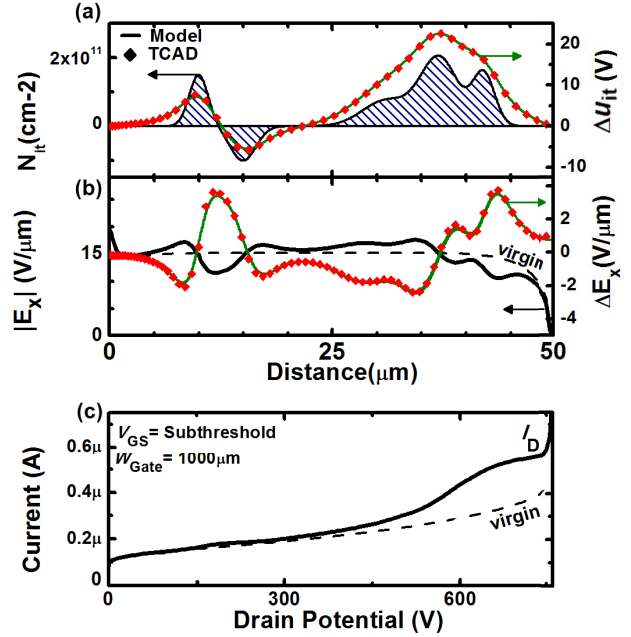 (a)
Model
TCAD
2x10¹¹
0
N_it(cm-2)
20
10
0
-10
Δu_it (V)
(b)
15
0
|E_x| (V/μm)
virgin
4
2
0
-2
-4
ΔE_x(V/μm)
0
25
50
Distance(μm)
(c)
V_GS= Subthreshold
W_Gate= 1000μm
I_D
virgin
0.6μ
0.4μ
0.2μ
0
Current (A)
0
300
600
Drain Potential (V)